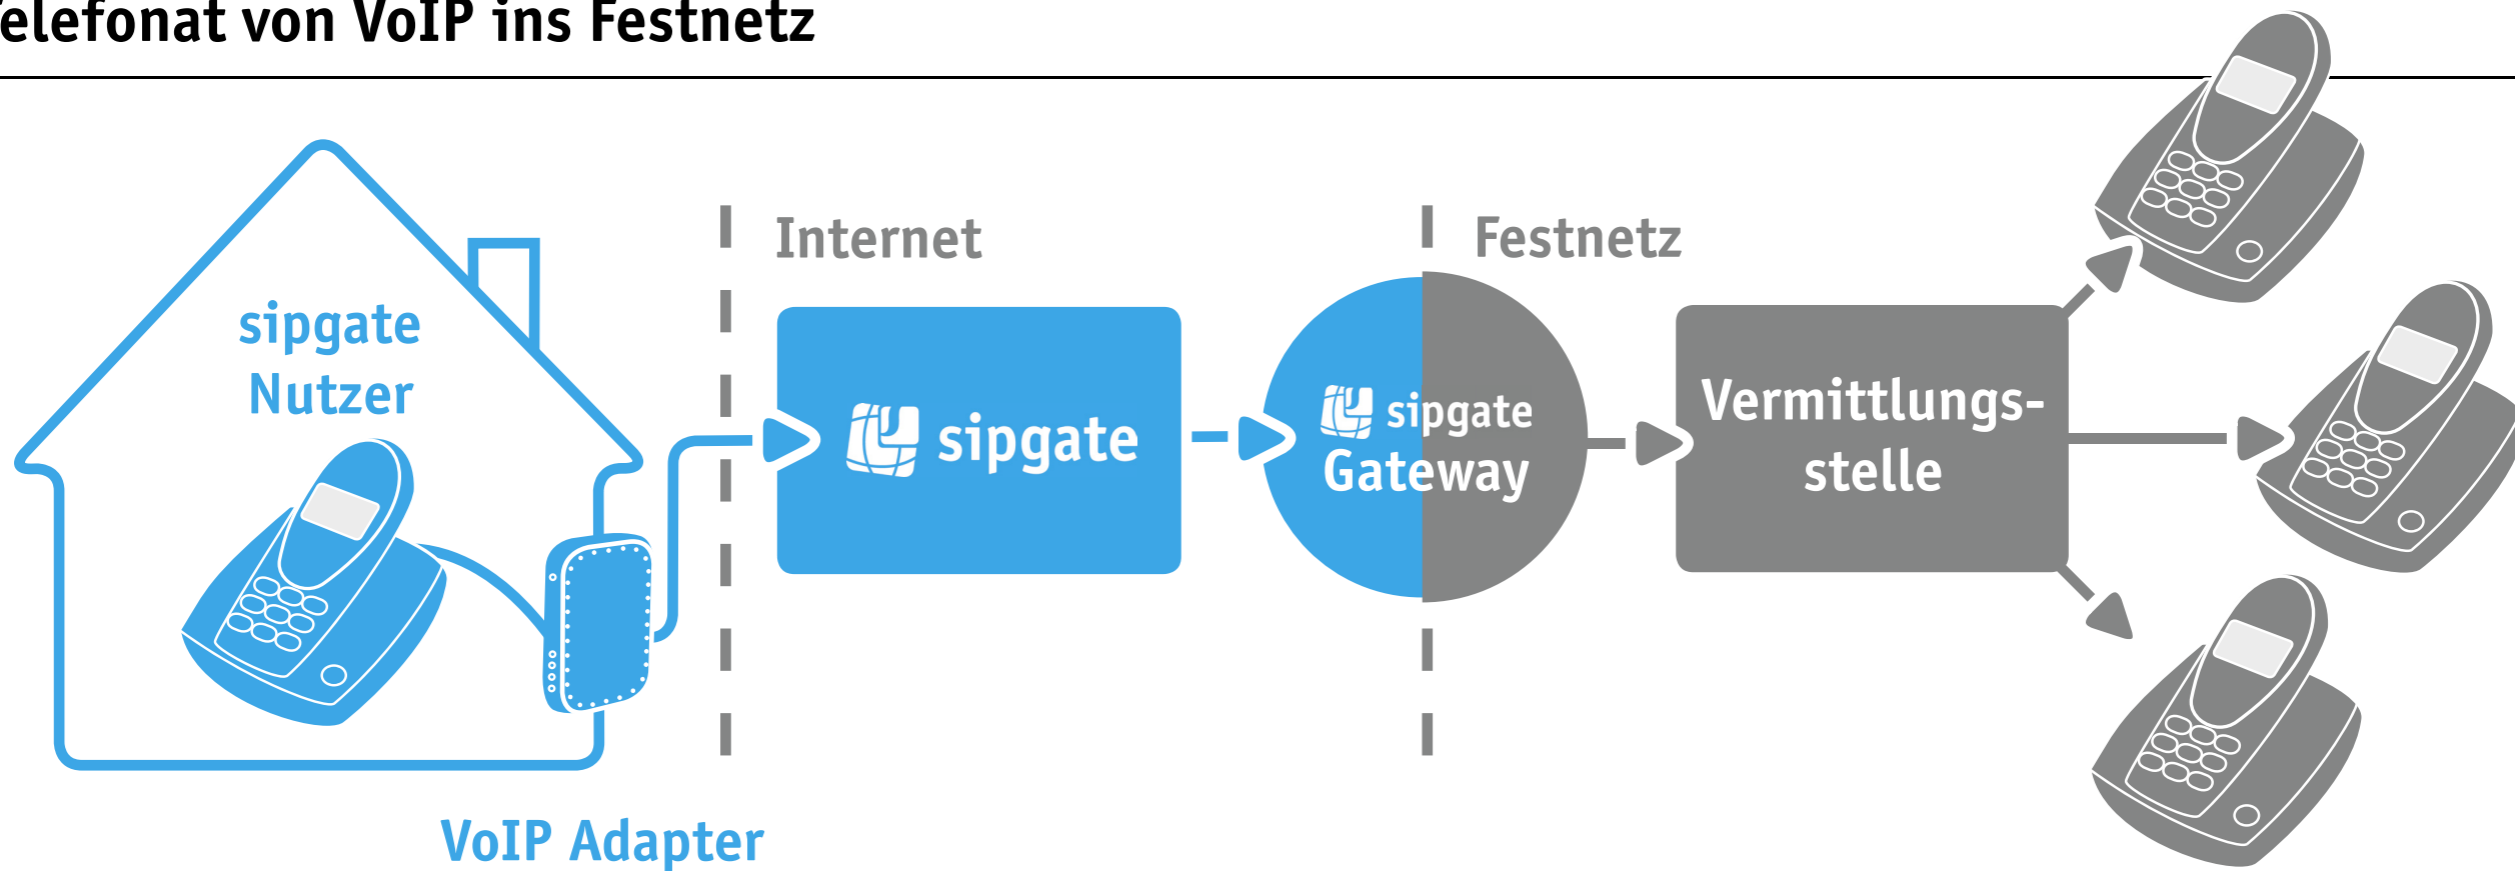 elefonat von VoIP ins Festnetz
Internet
Festnetz
sipgate
Nutzer
sipgate
sipgate
Gateway
Vermittlungs-
stelle
VoIP Adapter